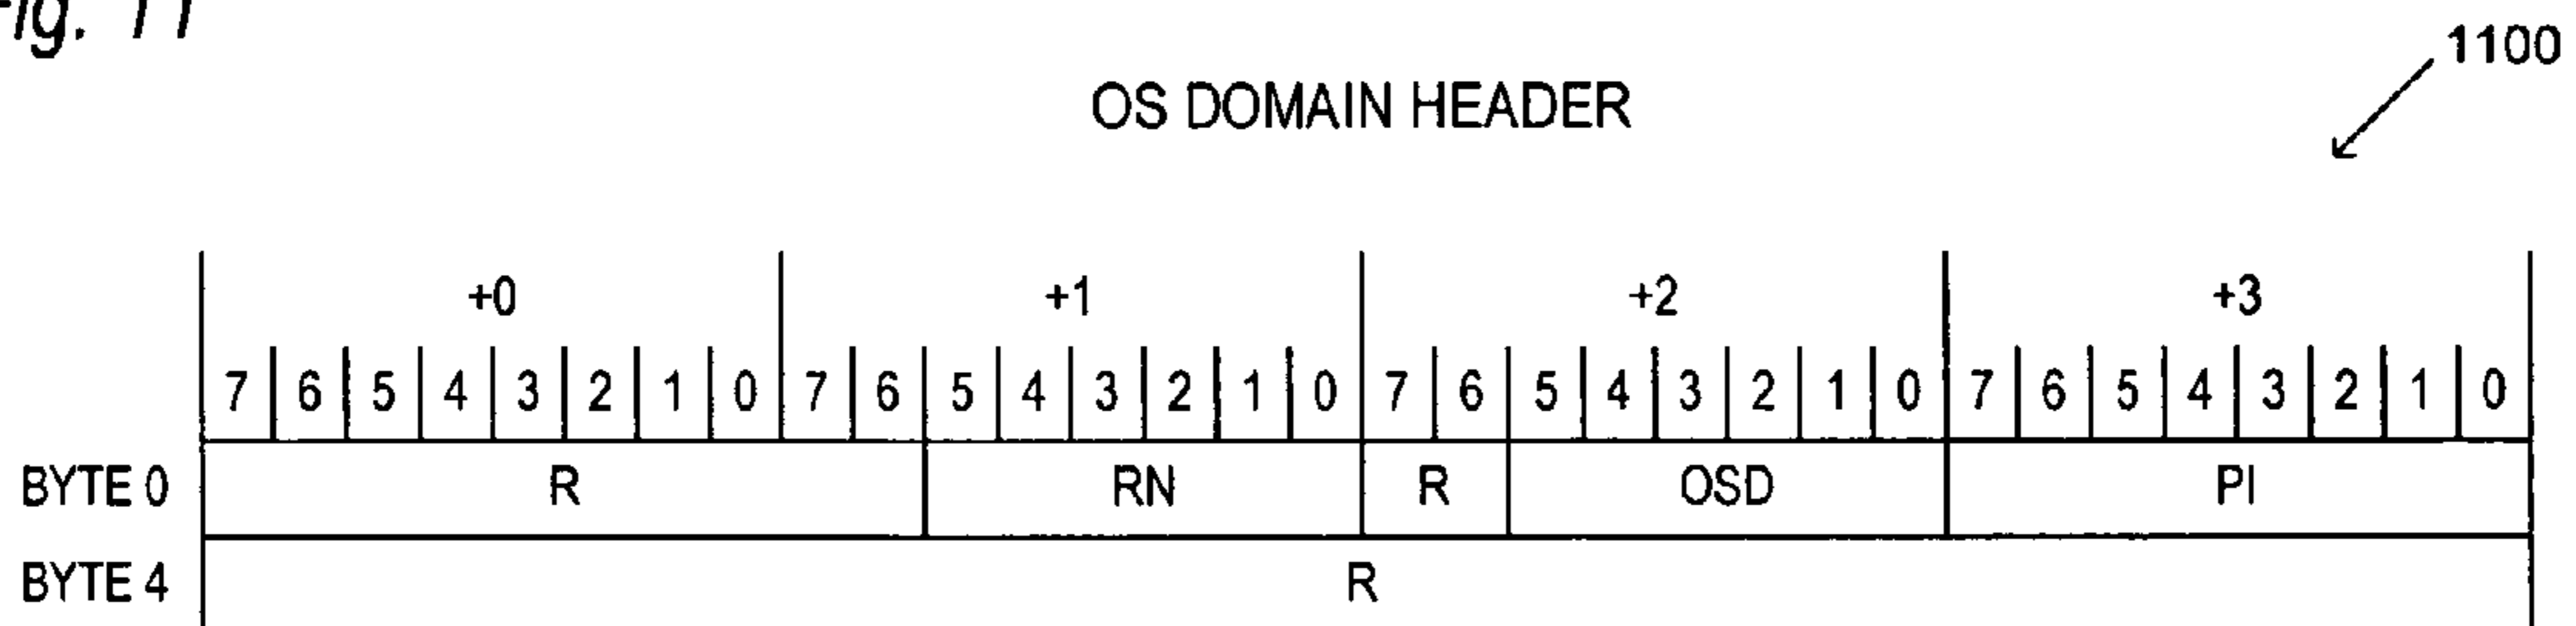 Fig. 11
1100
OS DOMAIN HEADER
+0 +1 +2 +3
7 6 5 4 3 2 1 0 7 6 5 4 3 2 1 0 7 6 5 4 3 2 1 0 7 6 5 4 3 2 1 0
BYTE 0 R RN R OSD PI
BYTE 4 R